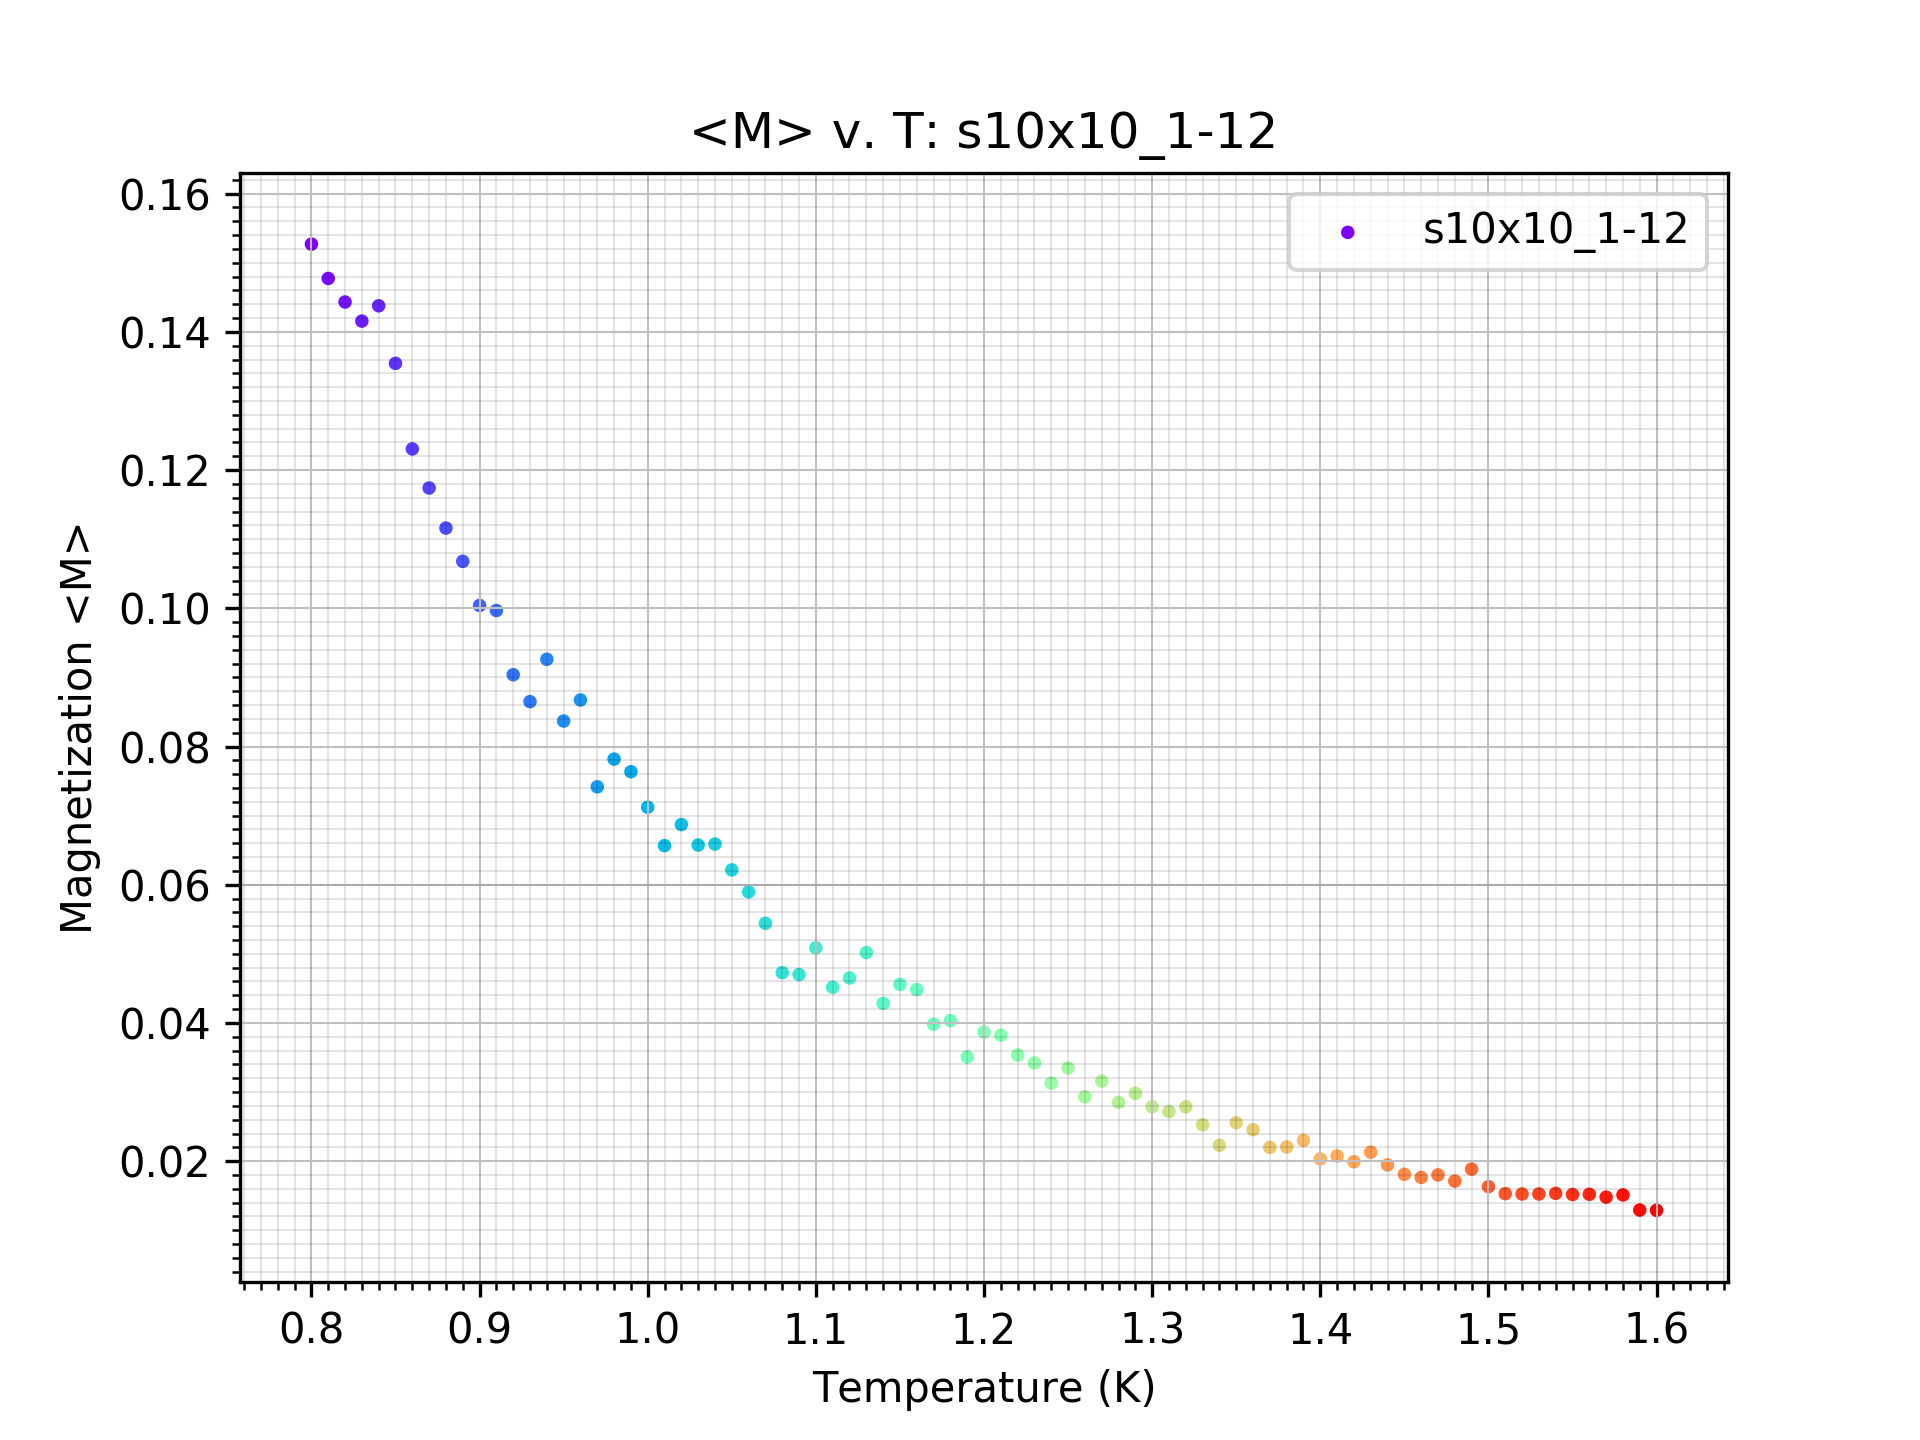 <M> v. T: s10x10_1-12
s10x10_1-12
0.16
0.14
0.12
0.10
0.08
0.06
0.04
0.02
Magnetization <M>
0.8 0.9 1.0 1.1 1.2 1.3 1.4 1.5 1.6
Temperature (K)